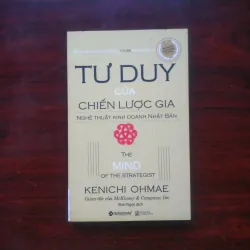 TƯ DUY
CỦA
CHIẾN LƯỢC GIA
NGHỆ THUẬT KINH DOANH NHẬT BẢN
THE
MIND
OF THE STRATEGIST
KENICHI OHMAE
Giám đốc của McKinsey & Company, Inc